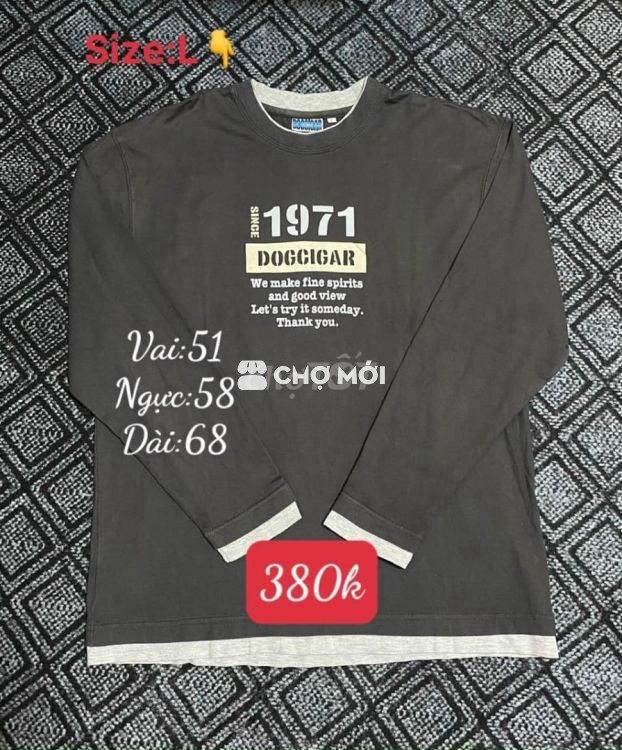 Size:L👇
DOGCIGAR
SINCE 1971
DOGCIGAR
We make fine spirits
and good view
Let's try it someday.
Thank you.
Vai:51
CHỢ MỚI
Ngực:58
Dài:68
380k